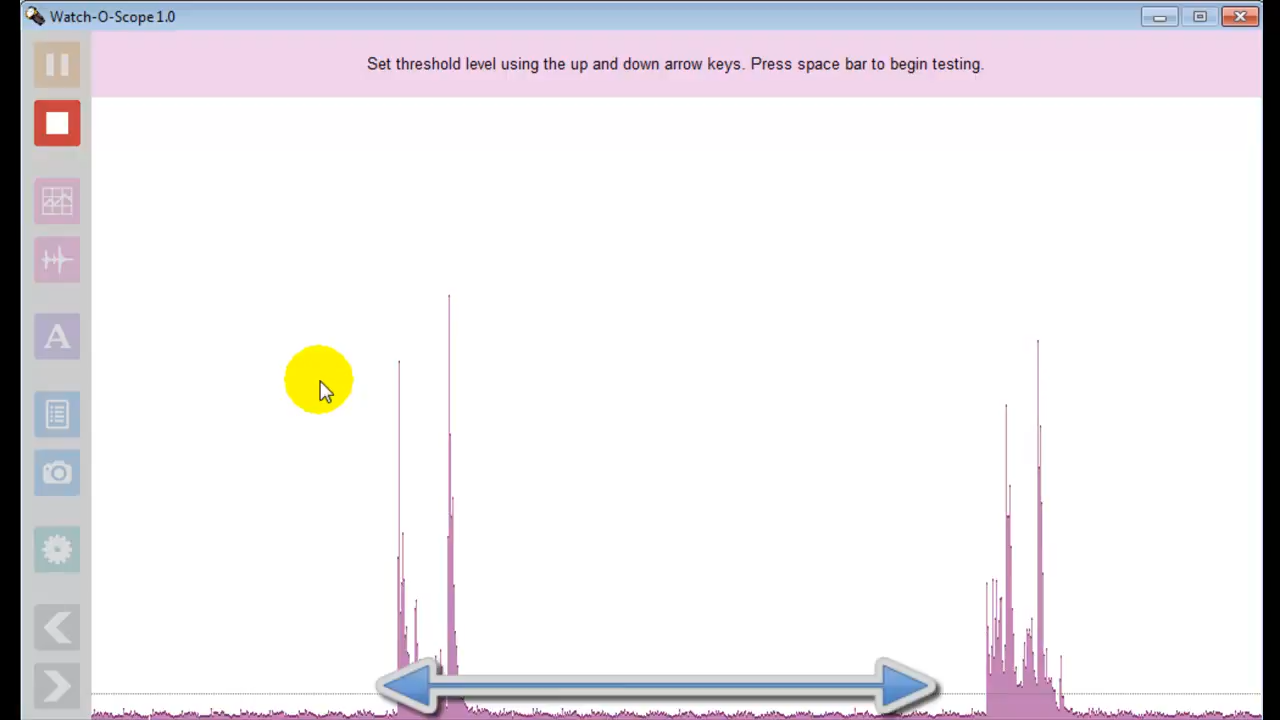 Watch-O-Scope 1.0
Set threshold level using the up and down arrow keys. Press space bar to begin testing.
A